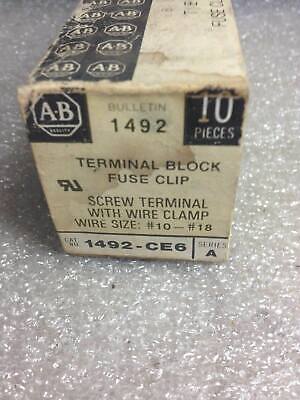 A-B
QUALITY
BULLETIN
1492
10
PIECES
TERMINAL BLOCK
FUSE CLIP
SCREW TERMINAL
WITH WIRE CLAMP
WIRE SIZE: #10 – #18
CAT. NO. 1492-CE6 SERIES A